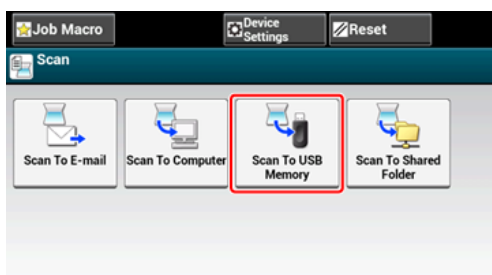 Job Macro
Device
Settings
Reset
Scan
Scan To E-mail
Scan To Computer
Scan To USB
Memory
Scan To Shared
Folder